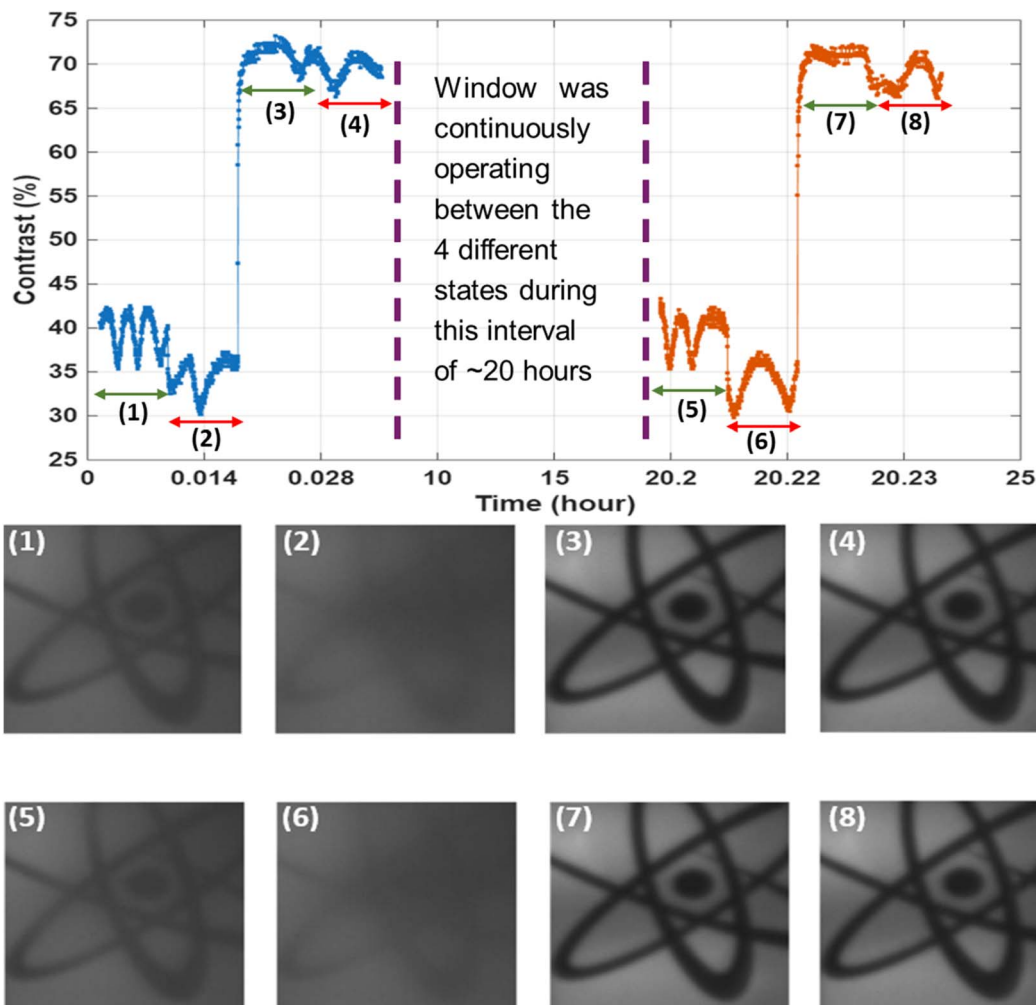 75
70
65
60
55
50
45
40
35
30
25
Contrast (%)
(3)
(4)
(1)
(2)
Window was
continuously
operating
between the
4 different
states during
this interval
of ~20 hours
(7)
(8)
(5)
(6)
0 0.014 0.028 10 15 20.2 20.22 20.23 25
Time (hour)
(1) (2) (3) (4)
(5) (6) (7) (8)